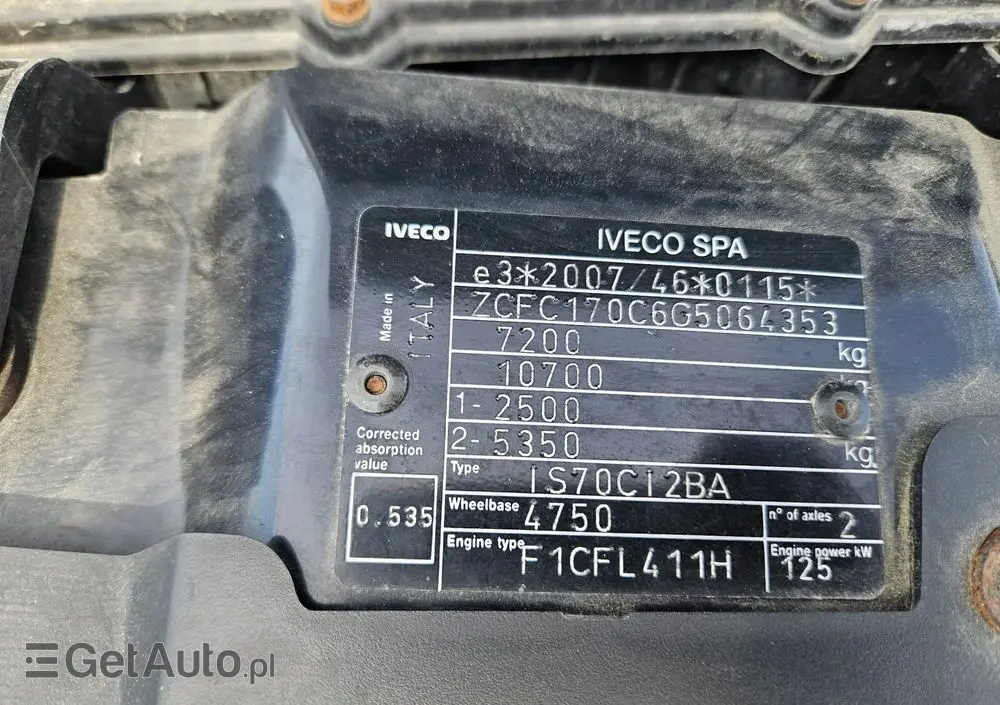 IVECO
IVECO SPA
e3*2007/46*0115*
ZCFC170C6G5064353
7200 kg
10700
1- 2500
2- 5350 kg
Made in
ITALY
Corrected
absorption
value
0.535
Type IS70CI2BA
Wheelbase 4750
n° of axles 2
Engine type F1CFL411H
Engine power kW
125
GetAuto.pl